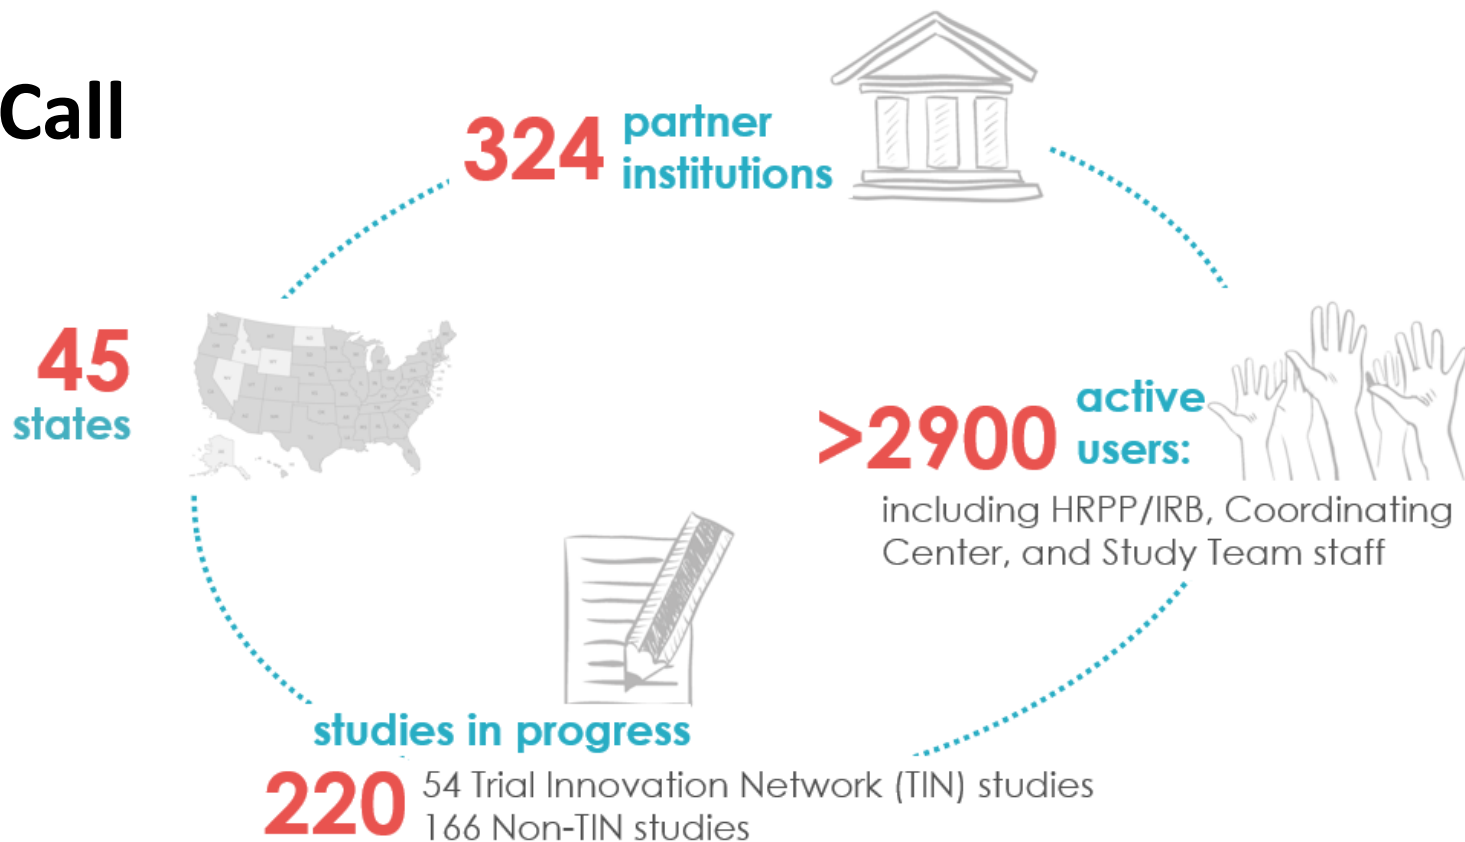 Call
324 partner
institutions
45
states
>2900 active
users:
including HRPP/IRB, Coordinating
Center, and Study Team staff
studies in progress
220
54 Trial Innovation Network (TIN) studies
166 Non-TIN studies